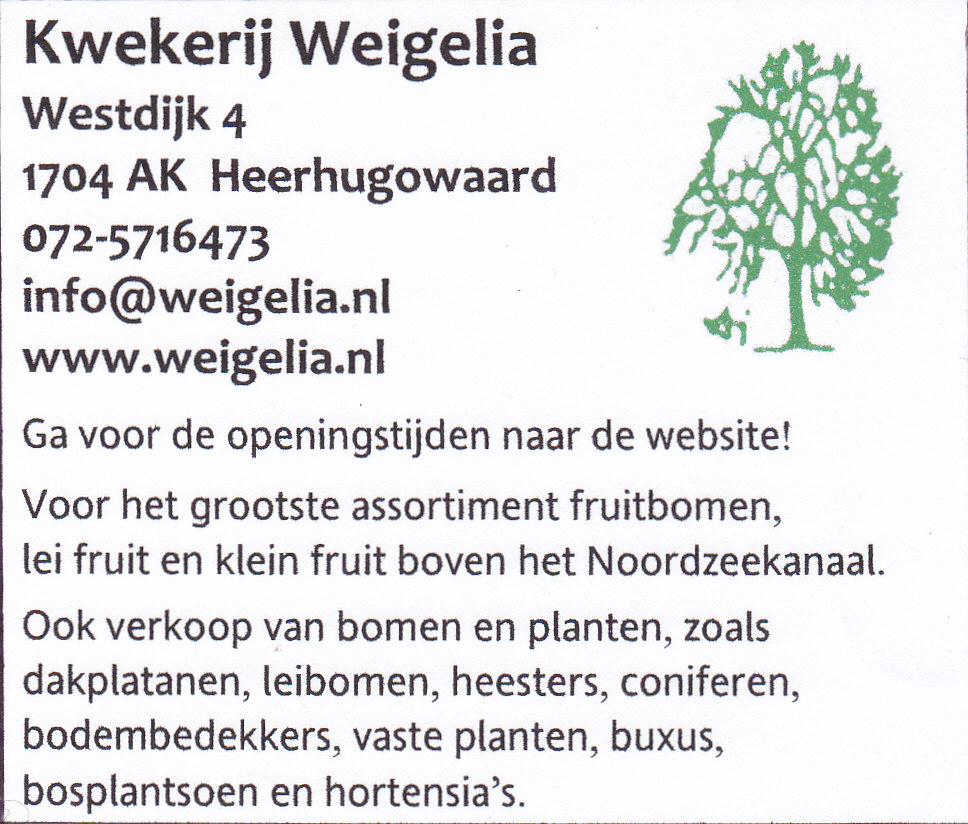 Kwekerij Weigelia
Westdijk 4
1704 AK Heerhugowaard
072-5716473
info@weigelia.nl
www.weigelia.nl
Ga voor de openingstijden naar de website!
Voor het grootste assortiment fruitbomen,
lei fruit en klein fruit boven het Noordzeekanaal.
Ook verkoop van bomen en planten, zoals
dakplatanen, leibomen, heesters, coniferen,
bodembedekkers, vaste planten, buxus,
bosplantsoen en hortensia's.